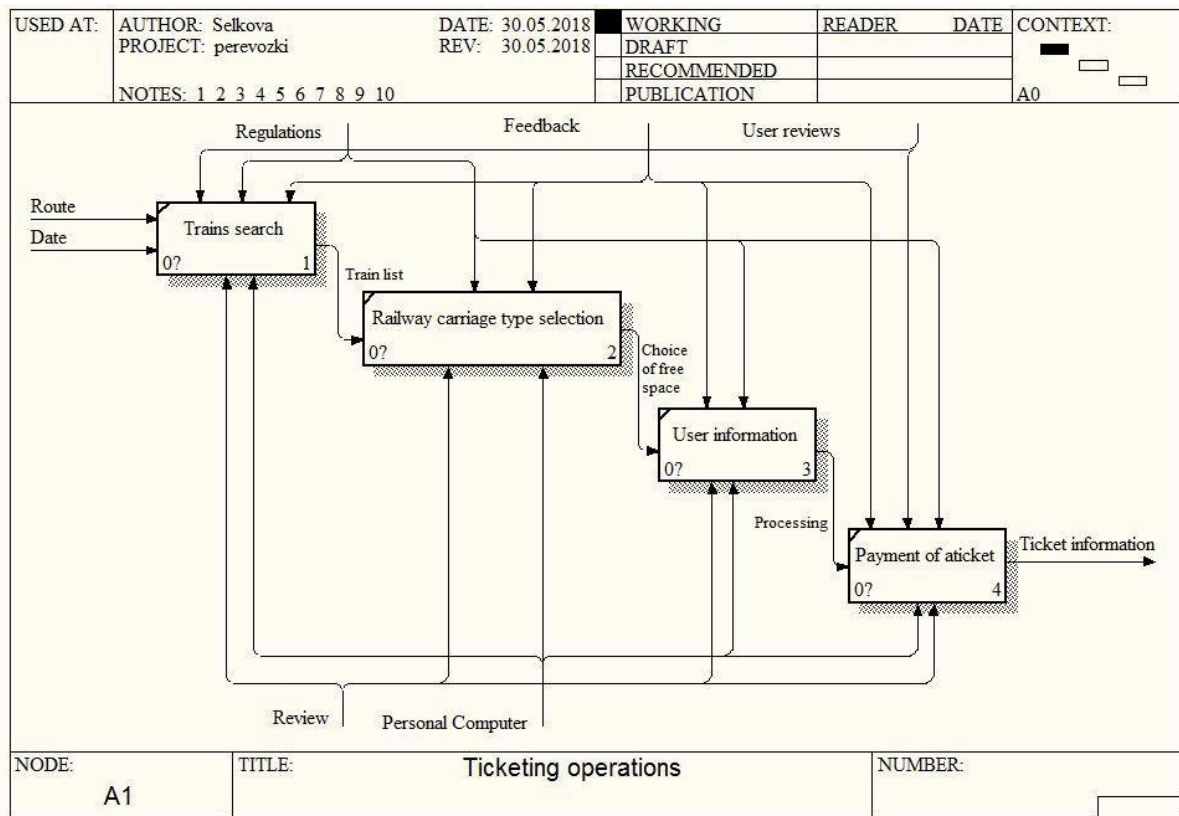 USED AT:
AUTHOR: Selkova
DATE: 30.05.2018
PROJECT: perevozki
REV: 30.05.2018
NOTES: 1 2 3 4 5 6 7 8 9 10
WORKING
DRAFT
RECOMMENDED
PUBLICATION
READER DATE
CONTEXT:
A0
Regulations
Feedback
User reviews
Route
Date
Trains search
0? 1
Train list
Railway carriage type selection
0? 2
Choice
of free
space
User information
0? 3
Processing
Payment of aticket
0? 4
Ticket information
Review
Personal Computer
NODE:
A1
TITLE:
Ticketing operations
NUMBER: